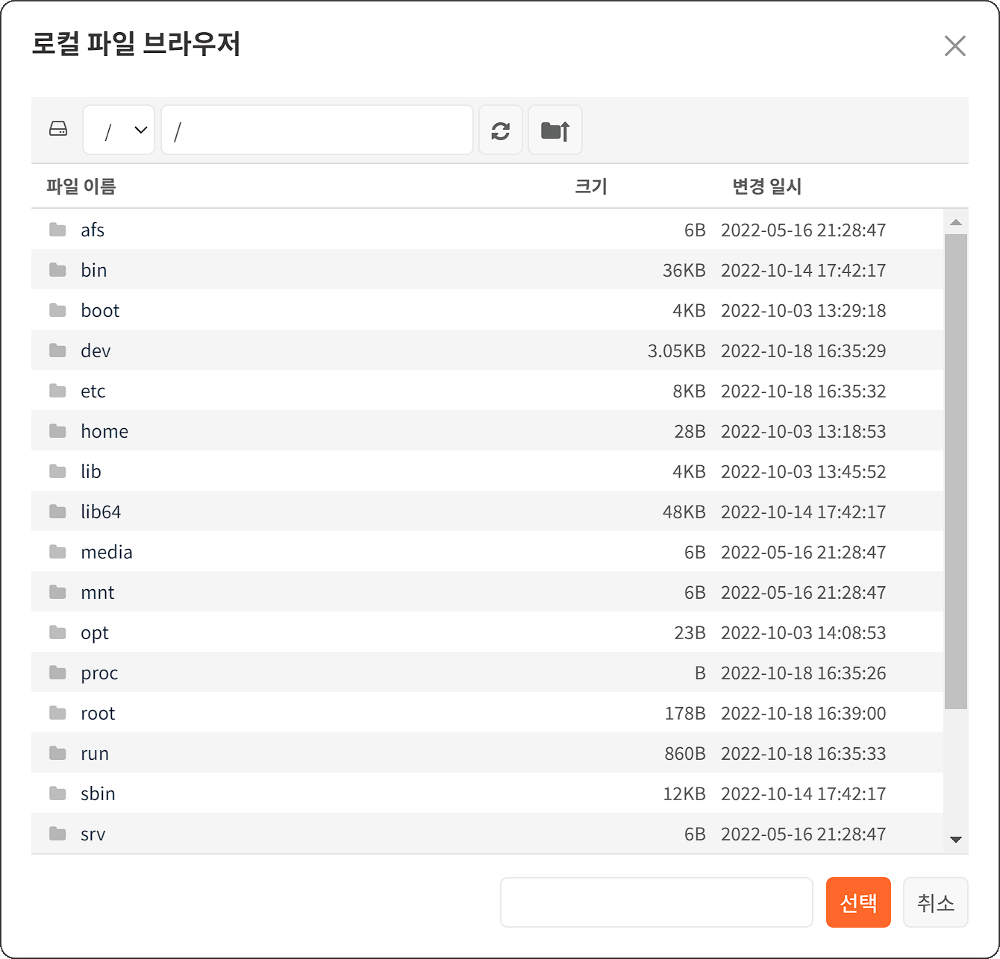 로컬 파일 브라우저
/ /
파일 이름 크기 변경 일시
afs 6B 2022-05-16 21:28:47
bin 36KB 2022-10-14 17:42:17
boot 4KB 2022-10-03 13:29:18
dev 3.05KB 2022-10-18 16:35:29
etc 8KB 2022-10-18 16:35:32
home 28B 2022-10-03 13:18:53
lib 4KB 2022-10-03 13:45:52
lib64 48KB 2022-10-14 17:42:17
media 6B 2022-05-16 21:28:47
mnt 6B 2022-05-16 21:28:47
opt 23B 2022-10-03 14:08:53
proc B 2022-10-18 16:35:26
root 178B 2022-10-18 16:39:00
run 860B 2022-10-18 16:35:33
sbin 12KB 2022-10-14 17:42:17
srv 6B 2022-05-16 21:28:47
선택 취소